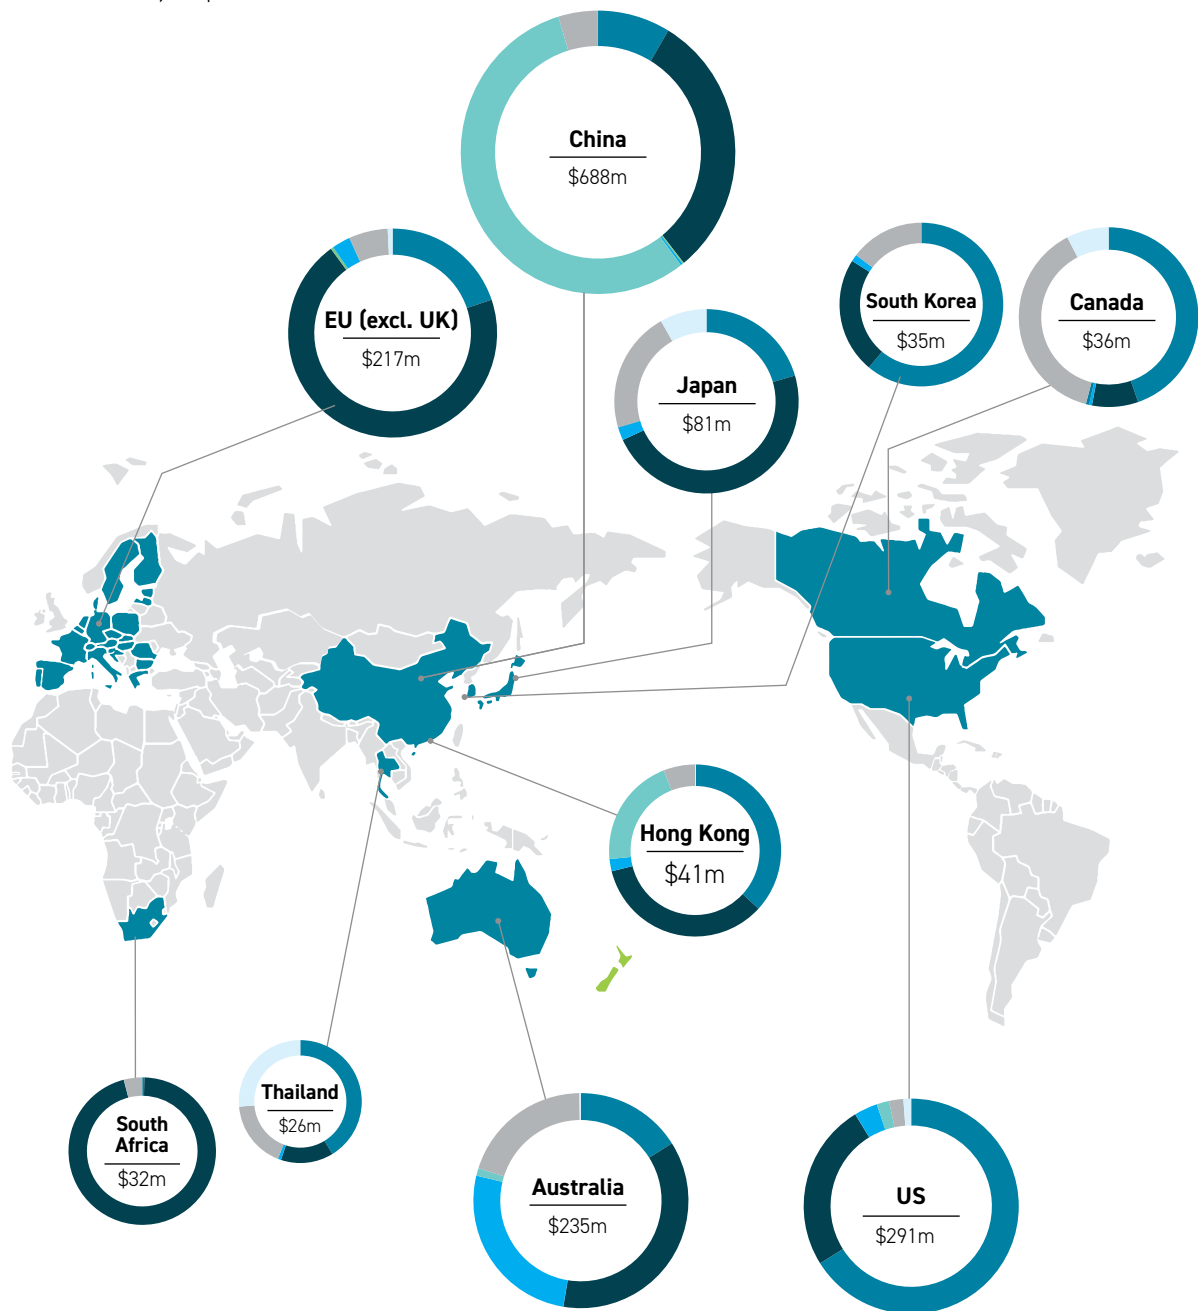 China
$688m
EU (excl. UK)
$217m
South Korea
$35m
Canada
$36m
Japan
$81m
Hong Kong
$41m
South
Africa
$32m
Thailand
$26m
Australia
$235m
US
$291m